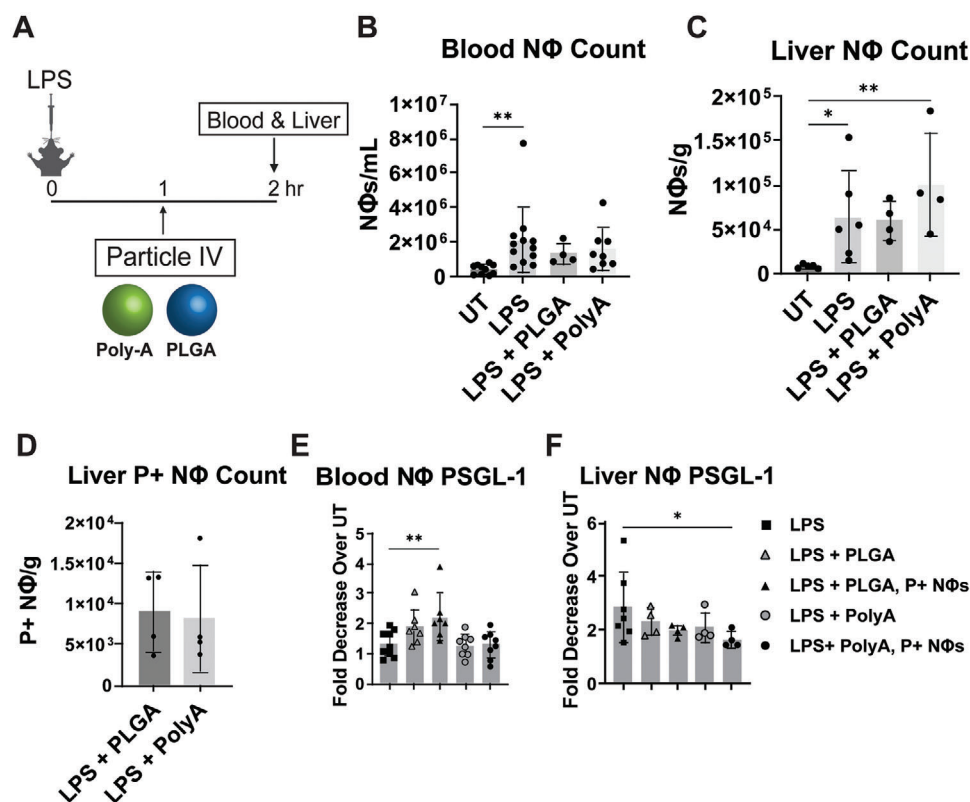 A
LPS
Blood & Liver
0
1
2 hr
Particle IV
Poly-A
PLGA
B
Blood NΦ Count
NΦs/mL
1×10⁷
8×10⁶
6×10⁶
4×10⁶
2×10⁶
0
**
UT
LPS
LPS + PLGA
LPS + PolyA
C
Liver NΦ Count
NΦs/g
2×10⁵
1.5×10⁵
1×10⁵
5×10⁴
0
*
**
UT
LPS
LPS + PLGA
LPS + PolyA
D
Liver P+ NΦ Count
P+ NΦ/g
2×10⁴
1.5×10⁴
1×10⁴
5×10³
0
LPS + PLGA
LPS + PolyA
E
Blood NΦ PSGL-1
Fold Decrease Over UT
5
4
3
2
1
0
**
F
Liver NΦ PSGL-1
Fold Decrease Over UT
6
4
2
0
*
LPS
LPS + PLGA
LPS + PLGA, P+ NΦs
LPS + PolyA
LPS+ PolyA, P+ NΦs